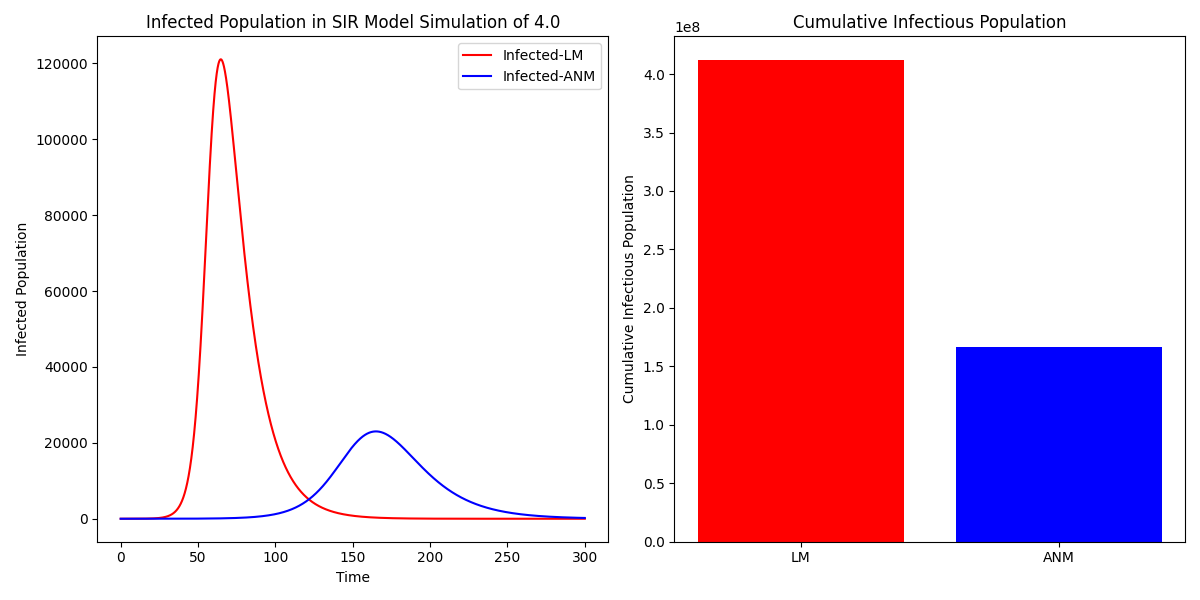 Infected Population in SIR Model Simulation of 4.0
Infected-LM
Infected-ANM
120000
100000
80000
60000
40000
20000
0
Infected Population
0 50 100 150 200 250 300
Time
Cumulative Infectious Population
1e8
4.0
3.5
3.0
2.5
2.0
1.5
1.0
0.5
0.0
Cumulative Infectious Population
LM ANM